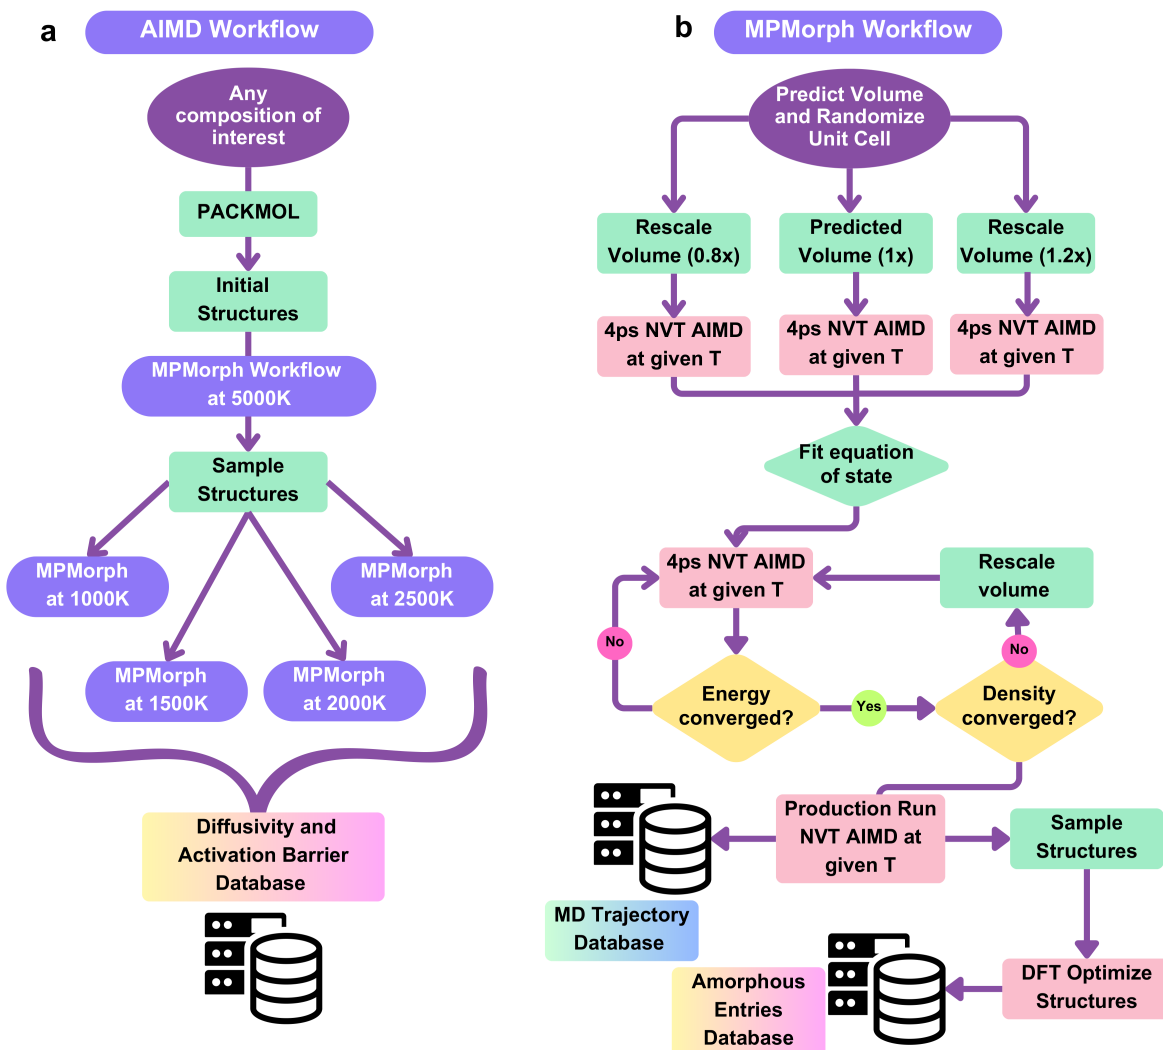 a
AIMD Workflow
Any
composition of
interest
PACKMOL
Initial
Structures
MPMorph Workflow
at 5000K
Sample
Structures
MPMorph
at 1000K
MPMorph
at 2500K
MPMorph
at 1500K
MPMorph
at 2000K
Diffusivity and
Activation Barrier
Database
b
MPMorph Workflow
Predict Volume
and Randomize
Unit Cell
Rescale
Volume (0.8x)
Predicted
Volume (1x)
Rescale
Volume (1.2x)
4ps NVT AIMD
at given T
4ps NVT AIMD
at given T
4ps NVT AIMD
at given T
Fit equation
of state
4ps NVT AIMD
at given T
Rescale
volume
No
No
Energy
converged?
Yes
Density
converged?
Production Run
NVT AIMD at
given T
Sample
Structures
MD Trajectory
Database
DFT Optimize
Structures
Amorphous
Entries
Database